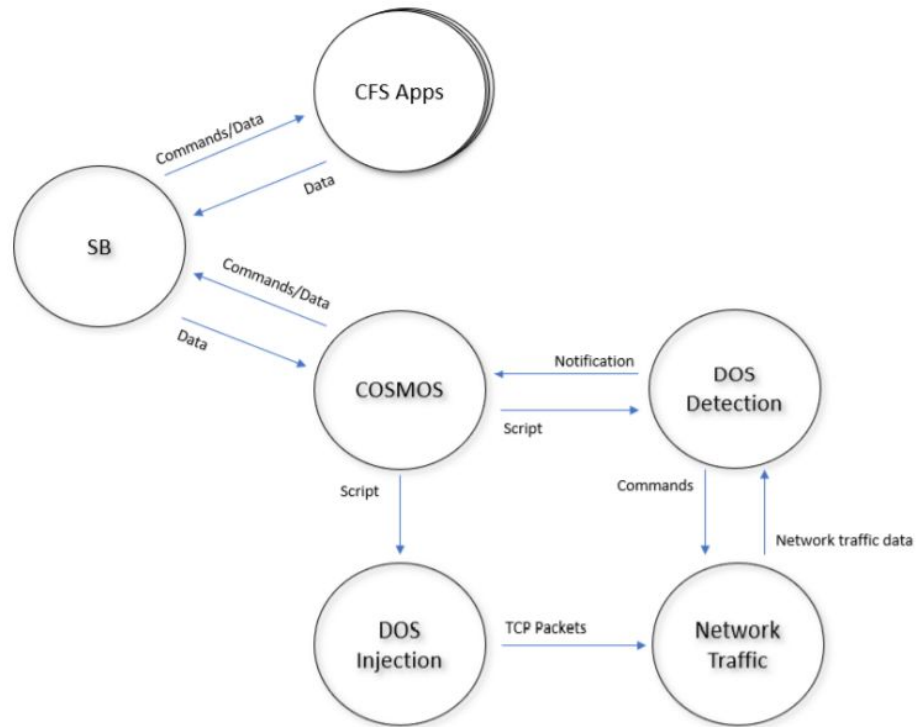 CFS Apps
Commands/Data
Data
SB
Commands/Data
Data
COSMOS
Notification
Script
DOS
Detection
Script
Commands
Network traffic data
DOS
Injection
TCP Packets
Network
Traffic